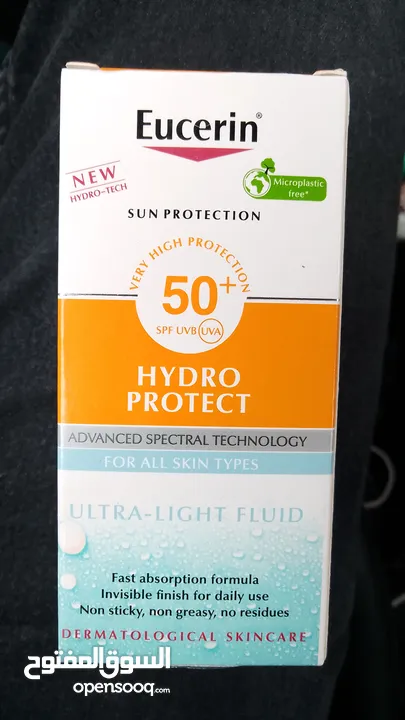 Eucerin®
NEW
HYDRO-TECH
Microplastic
free*
SUN PROTECTION
VERY HIGH PROTECTION
50+
SPF UVB UVA
HYDRO
PROTECT
ADVANCED SPECTRAL TECHNOLOGY
FOR ALL SKIN TYPES
ULTRA-LIGHT FLUID
Fast absorption formula
Invisible finish for daily use
Non sticky, non greasy, no residues
DERMATOLOGICAL SKINCARE
السوق المفتوح
opensooq.com